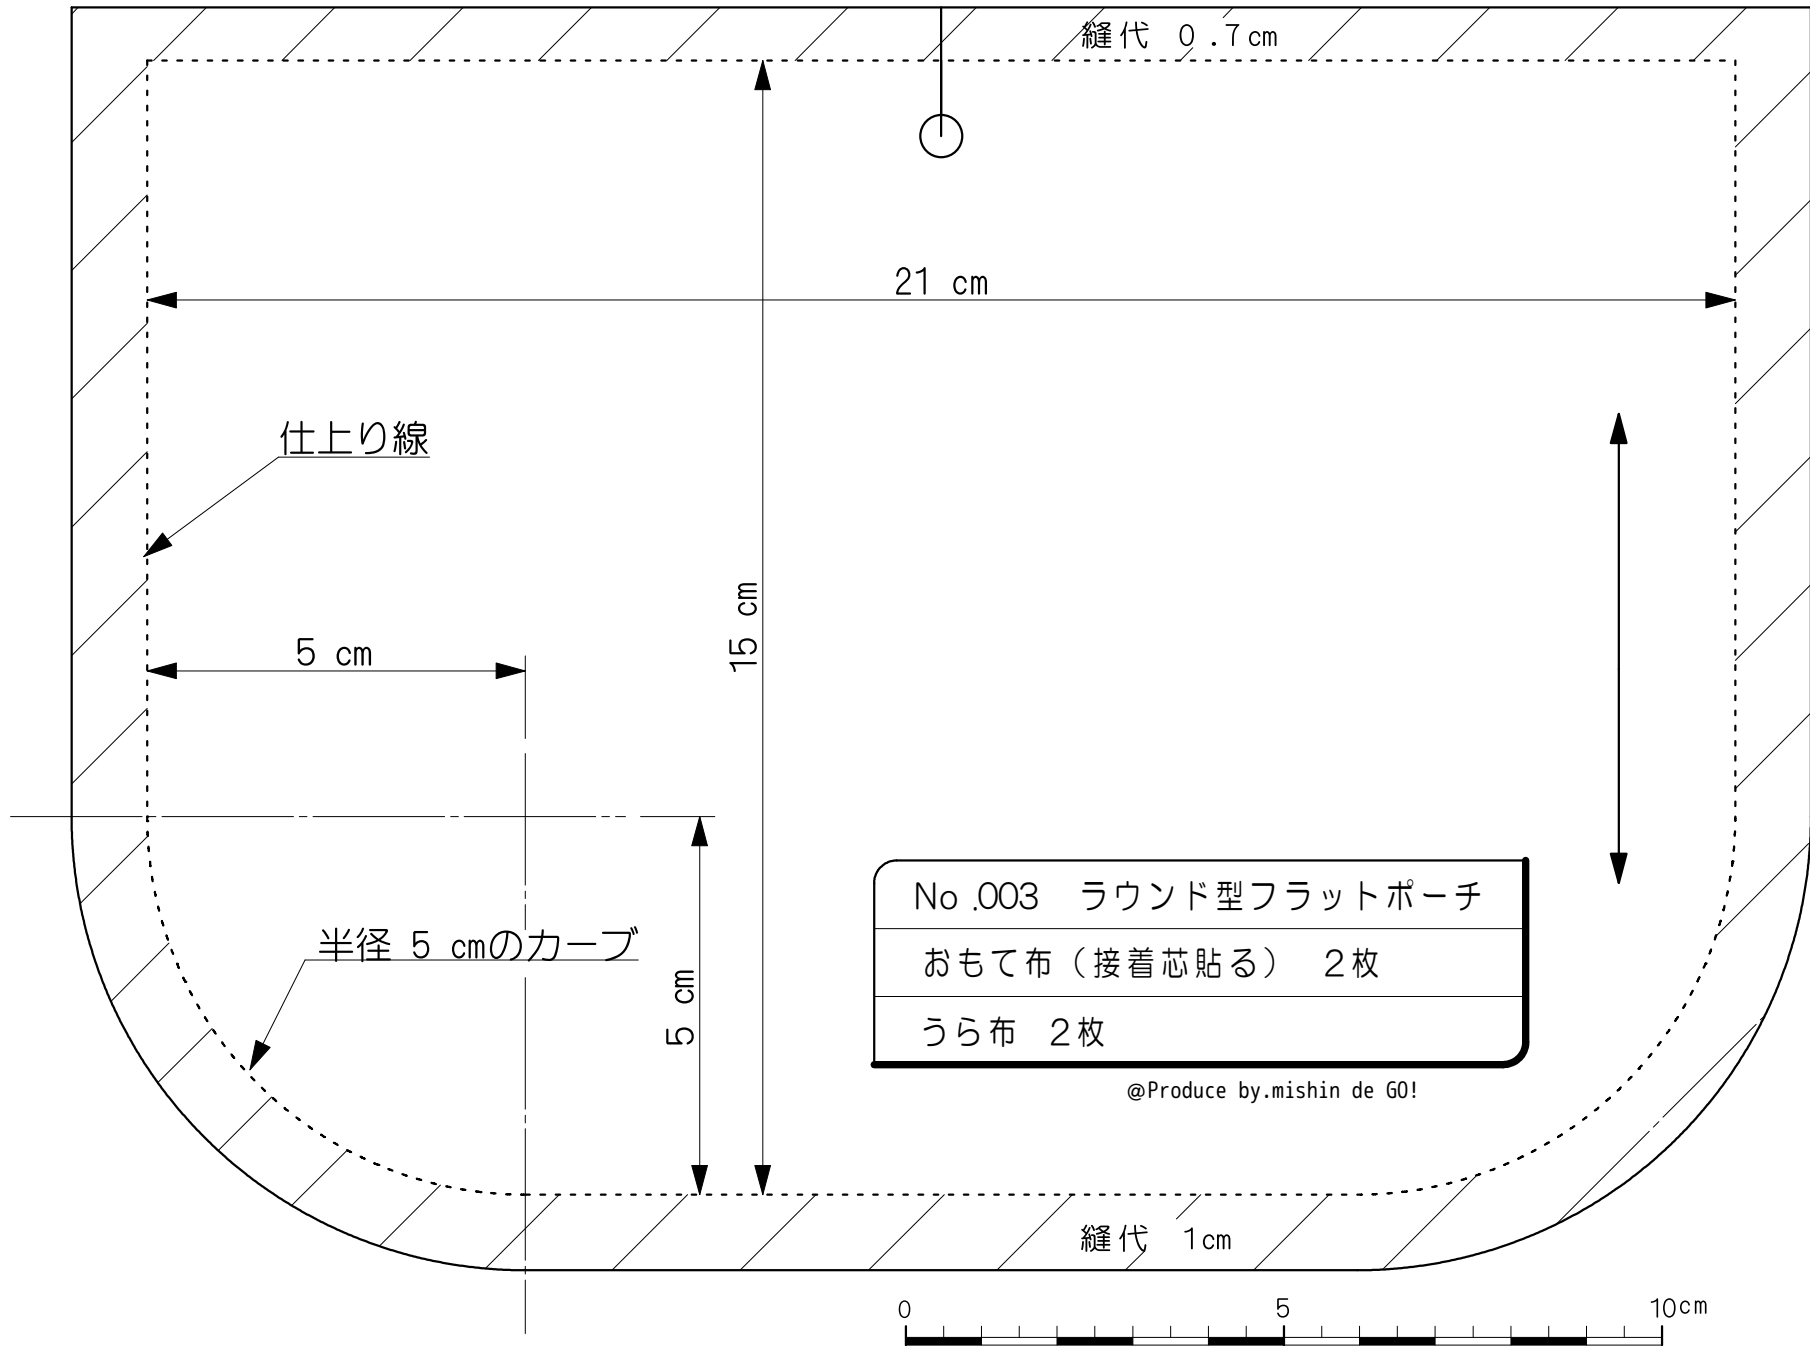 縫代 0.7cm
21 cm
仕上り線
15 cm
5 cm
半径 5 cmのカーブ
5 cm
No.003 ラウンド型フラットポーチ
おもて布（接着芯貼る） 2枚
うら布 2枚
@Produce by.mishin de GO!
縫代 1cm
0 5 10cm